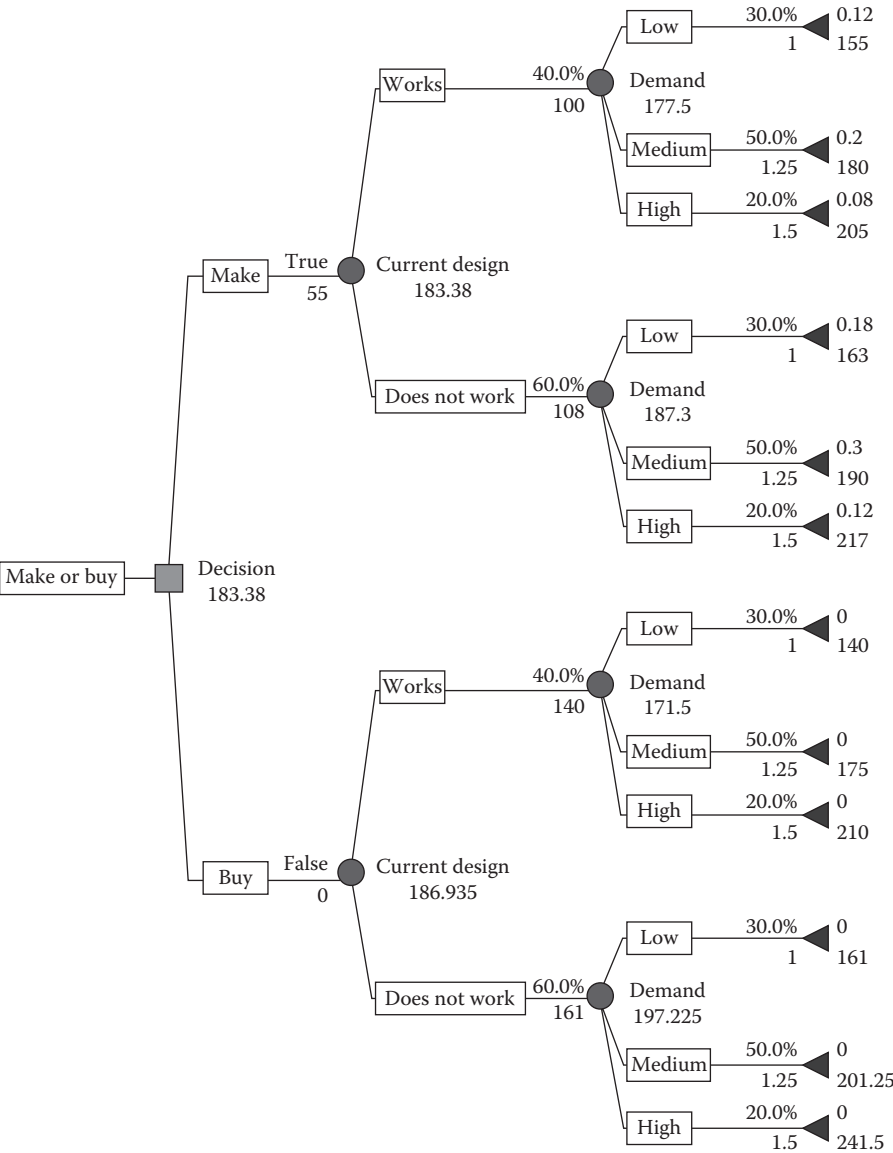 Low
30.0%
0.12
1
155
Works
40.0%
100
Demand
177.5
Medium
50.0%
0.2
1.25
180
High
20.0%
0.08
1.5
205
Make
True
55
Current design
183.38
Low
30.0%
0.18
1
163
Does not work
60.0%
108
Demand
187.3
Medium
50.0%
0.3
1.25
190
High
20.0%
0.12
1.5
217
Make or buy
Decision
183.38
Low
30.0%
0
1
140
Works
40.0%
140
Demand
171.5
Medium
50.0%
0
1.25
175
High
20.0%
0
1.5
210
Buy
False
0
Current design
186.935
Low
30.0%
0
1
161
Does not work
60.0%
161
Demand
197.225
Medium
50.0%
0
1.25
201.25
High
20.0%
0
1.5
241.5